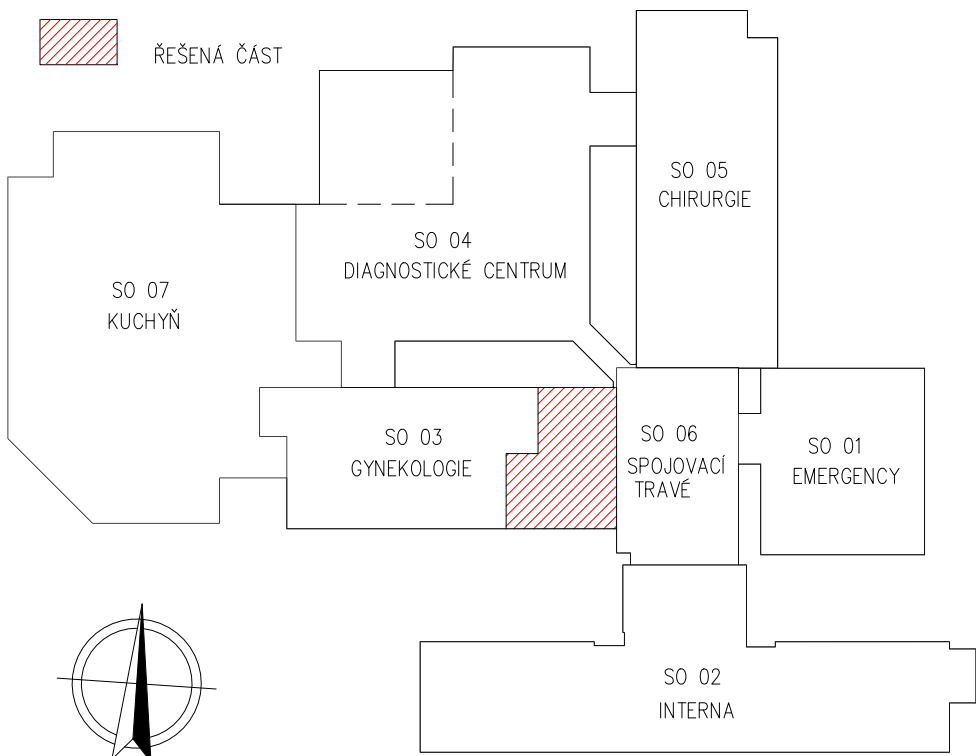 ŘEŠENÁ ČÁST
SO 05
CHIRURGIE
SO 04
DIAGNOSTICKÉ CENTRUM
SO 07
KUCHYŇ
SO 03
GYNEKOLOGIE
SO 06
SPOJOVACÍ
TRAVÉ
SO 01
EMERGENCY
SO 02
INTERNA